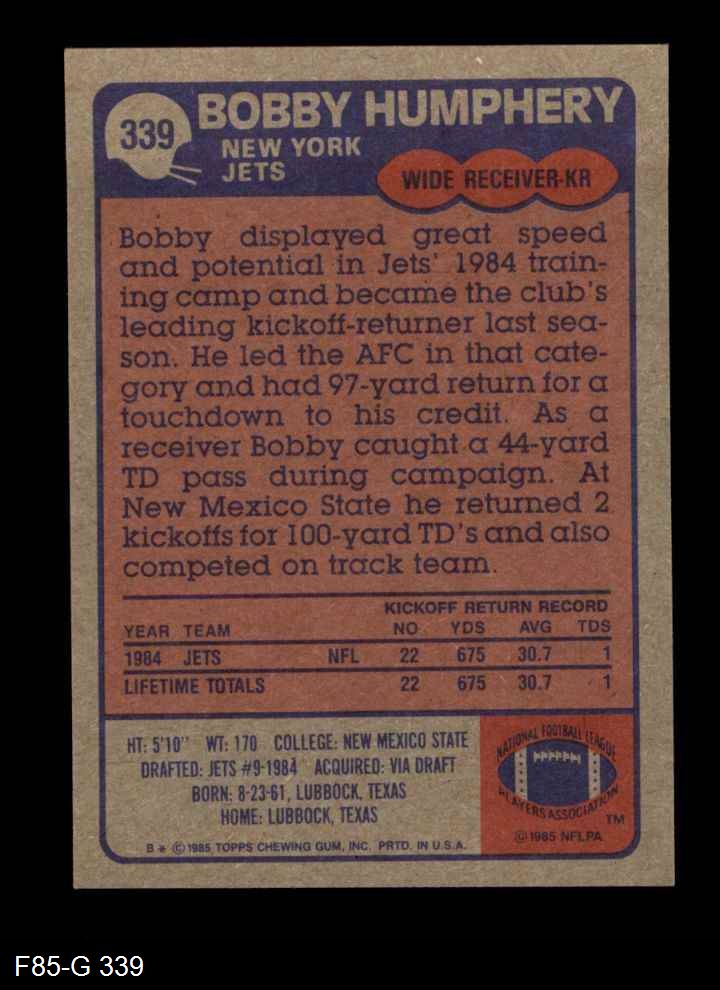 BOBBY HUMPHERY
339
NEW YORK
JETS
WIDE RECEIVER-KR
Bobby displayed great speed
and potential in Jets' 1984 train-
ing camp and became the club's
leading kickoff-returner last sea-
son. He led the AFC in that cate-
gory and had 97-yard return for a
touchdown to his credit. As a
receiver Bobby caught a 44-yard
TD pass during campaign. At
New Mexico State he returned 2
kickoffs for 100-yard TD's and also
competed on track team.
KICKOFF RETURN RECORD
YEAR TEAM NO YDS AVG TDS
1984 JETS NFL 22 675 30.7 1
LIFETIME TOTALS 22 675 30.7 1
HT: 5'10" WT: 170 COLLEGE: NEW MEXICO STATE
DRAFTED: JETS #9-1984 ACQUIRED: VIA DRAFT
BORN: 8-23-61, LUBBOCK, TEXAS
HOME: LUBBOCK, TEXAS
B * © 1985 TOPPS CHEWING GUM, INC. PRTD. IN U.S.A.
NATIONAL FOOTBALL LEAGUE
PLAYERS ASSOCIATION
TM
© 1985 NFLPA
F85-G 339